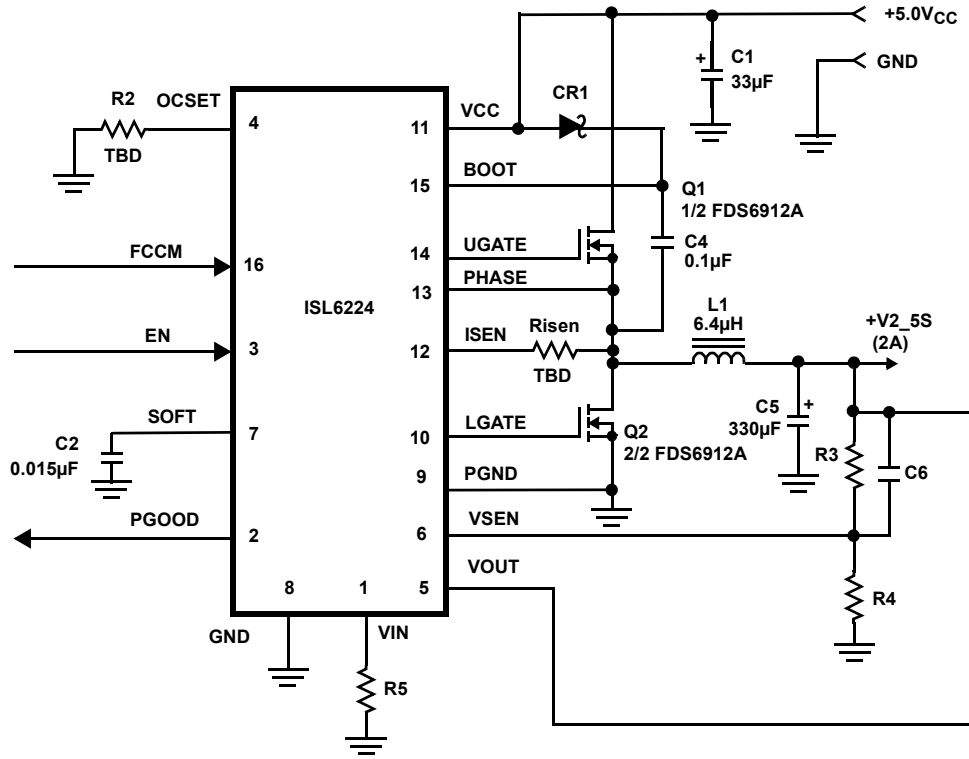 +5.0VCC
C1
33µF
GND
R2
OCSET
TBD
4
11
VCC
CR1
15
BOOT
Q1
1/2 FDS6912A
FCCM
16
14
UGATE
C4
0.1µF
13
PHASE
ISL6224
L1
6.4µH
+V2_5S
(2A)
EN
3
12
ISEN
Risen
TBD
SOFT
7
C2
0.015µF
10
LGATE
Q2
2/2 FDS6912A
C5
+
330µF
R3
C6
9
PGND
PGOOD
2
6
VSEN
8
1
5
VOUT
R4
GND
VIN
R5
+